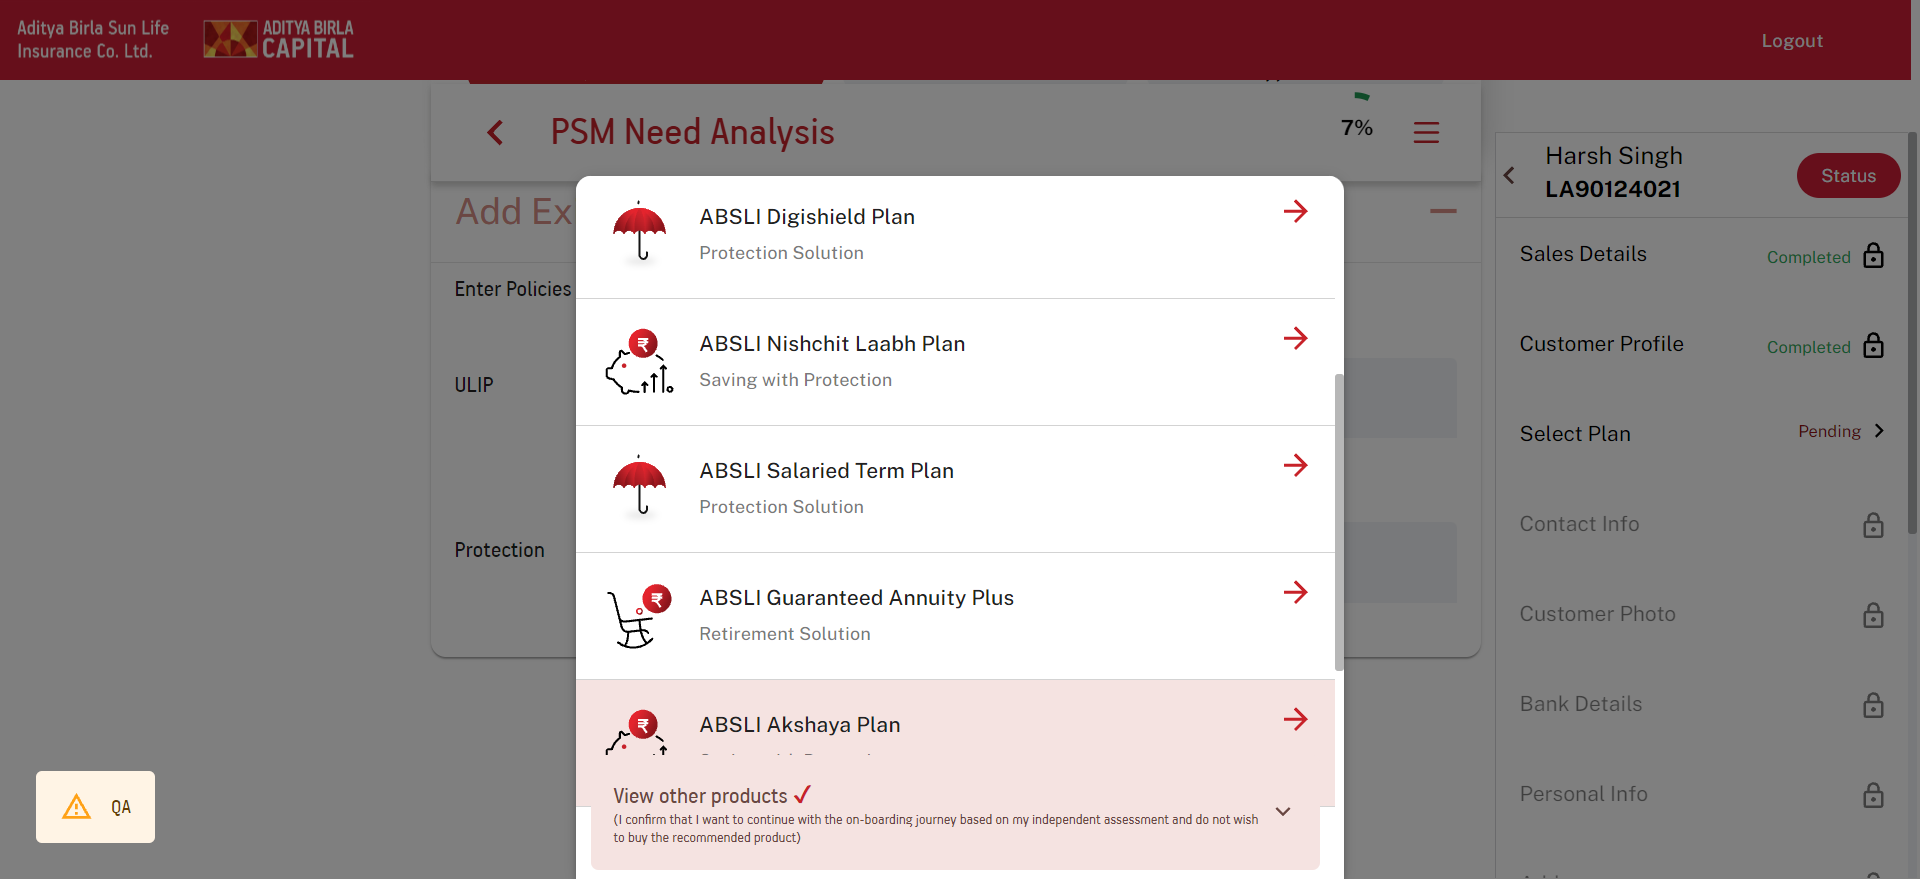 Aditya Birla Sun Life
Insurance Co. Ltd.
ADITYA BIRLA
CAPITAL
Logout
PSM Need Analysis
7%
Add Ex
Enter Policies
ULIP
Protection
ABSLI Digishield Plan
Protection Solution
ABSLI Nishchit Laabh Plan
Saving with Protection
ABSLI Salaried Term Plan
Protection Solution
ABSLI Guaranteed Annuity Plus
Retirement Solution
ABSLI Akshaya Plan
View other products
(I confirm that I want to continue with the on-boarding journey based on my independent assessment and do not wish
to buy the recommended product)
Harsh Singh
LA90124021
Status
Sales Details Completed
Customer Profile Completed
Select Plan Pending
Contact Info
Customer Photo
Bank Details
Personal Info
QA